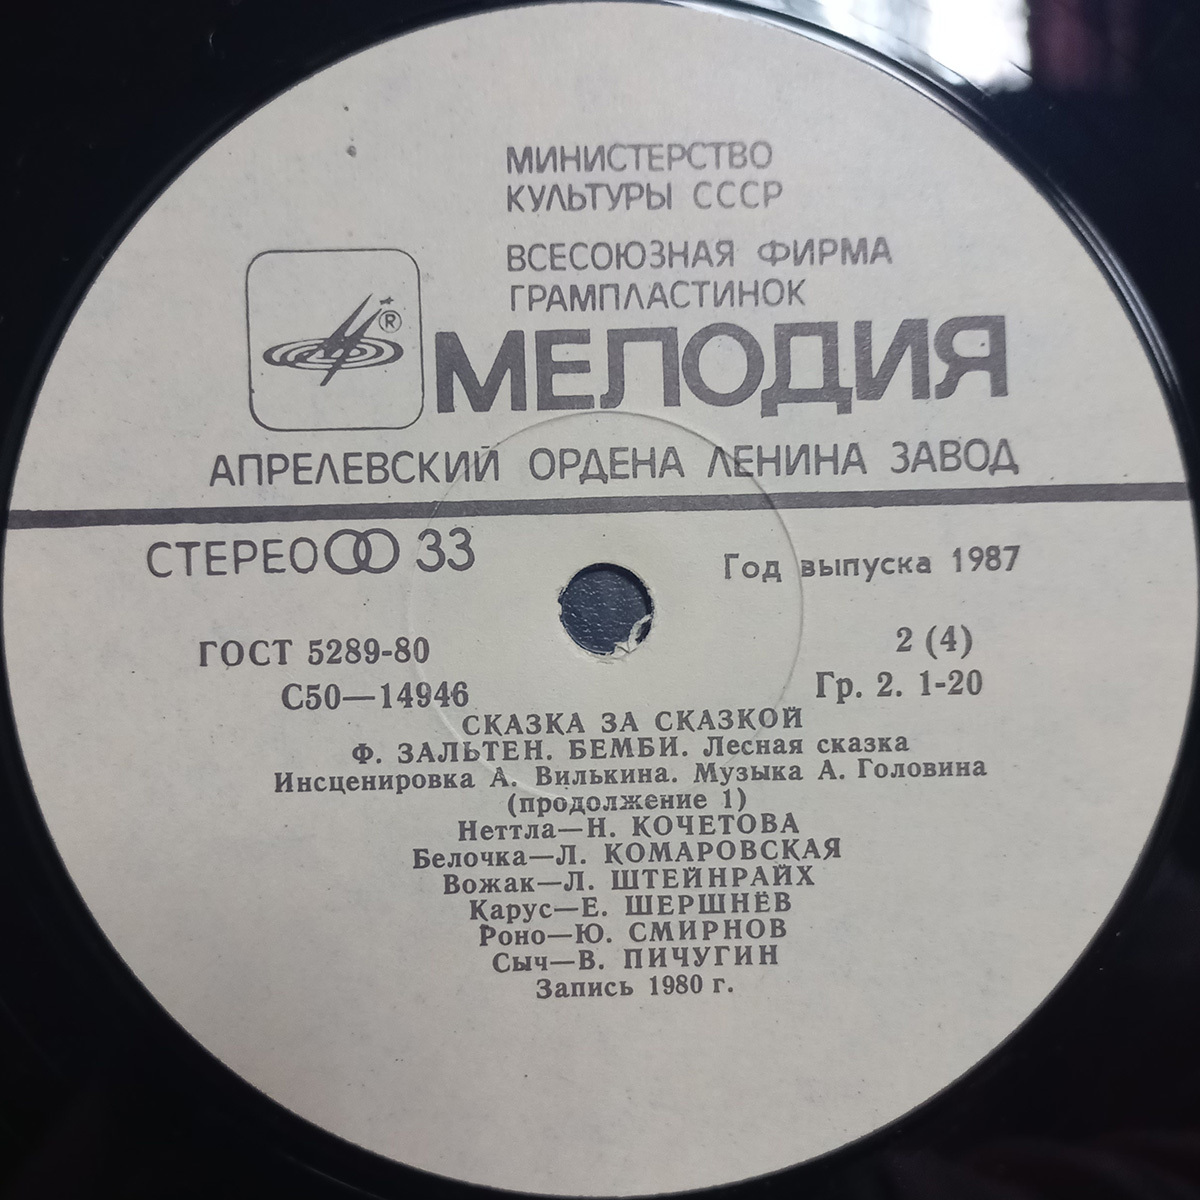 МИНИСТЕРСТВО
КУЛЬТУРЫ СССР
ВСЕСОЮЗНАЯ ФИРМА
ГРАМПЛАСТИНОК
®
МЕЛОДИЯ
АПРЕЛЕВСКИЙ ОРДЕНА ЛЕНИНА ЗАВОД
СТЕРЕО 33
Год выпуска 1987
ГОСТ 5289-80
2 (4)
С50—14946
Гр. 2. 1-20
СКАЗКА ЗА СКАЗКОЙ
Ф. ЗАЛЬТЕН. БЕМБИ. Лесная сказка
Инсценировка А. Вилькина. Музыка А. Головина
(продолжение 1)
Неттла—Н. КОЧЕТОВА
Белочка—Л. КОМАРОВСКАЯ
Вожак—Л. ШТЕЙНРАЙХ
Карус—Е. ШЕРШНЁВ
Роно—Ю. СМИРНОВ
Сыч—В. ПИЧУГИН
Запись 1980 г.